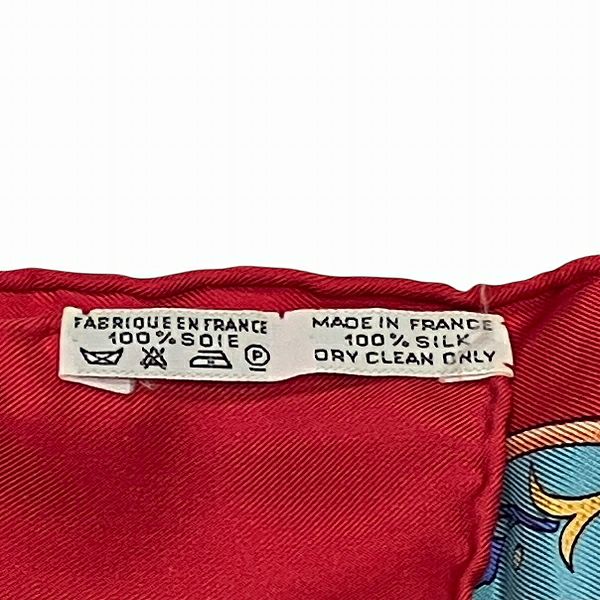 FABRIQUE EN FRANCE
100% SOIE
P
MADE IN FRANCE
100% SILK
DRY CLEAN ONLY